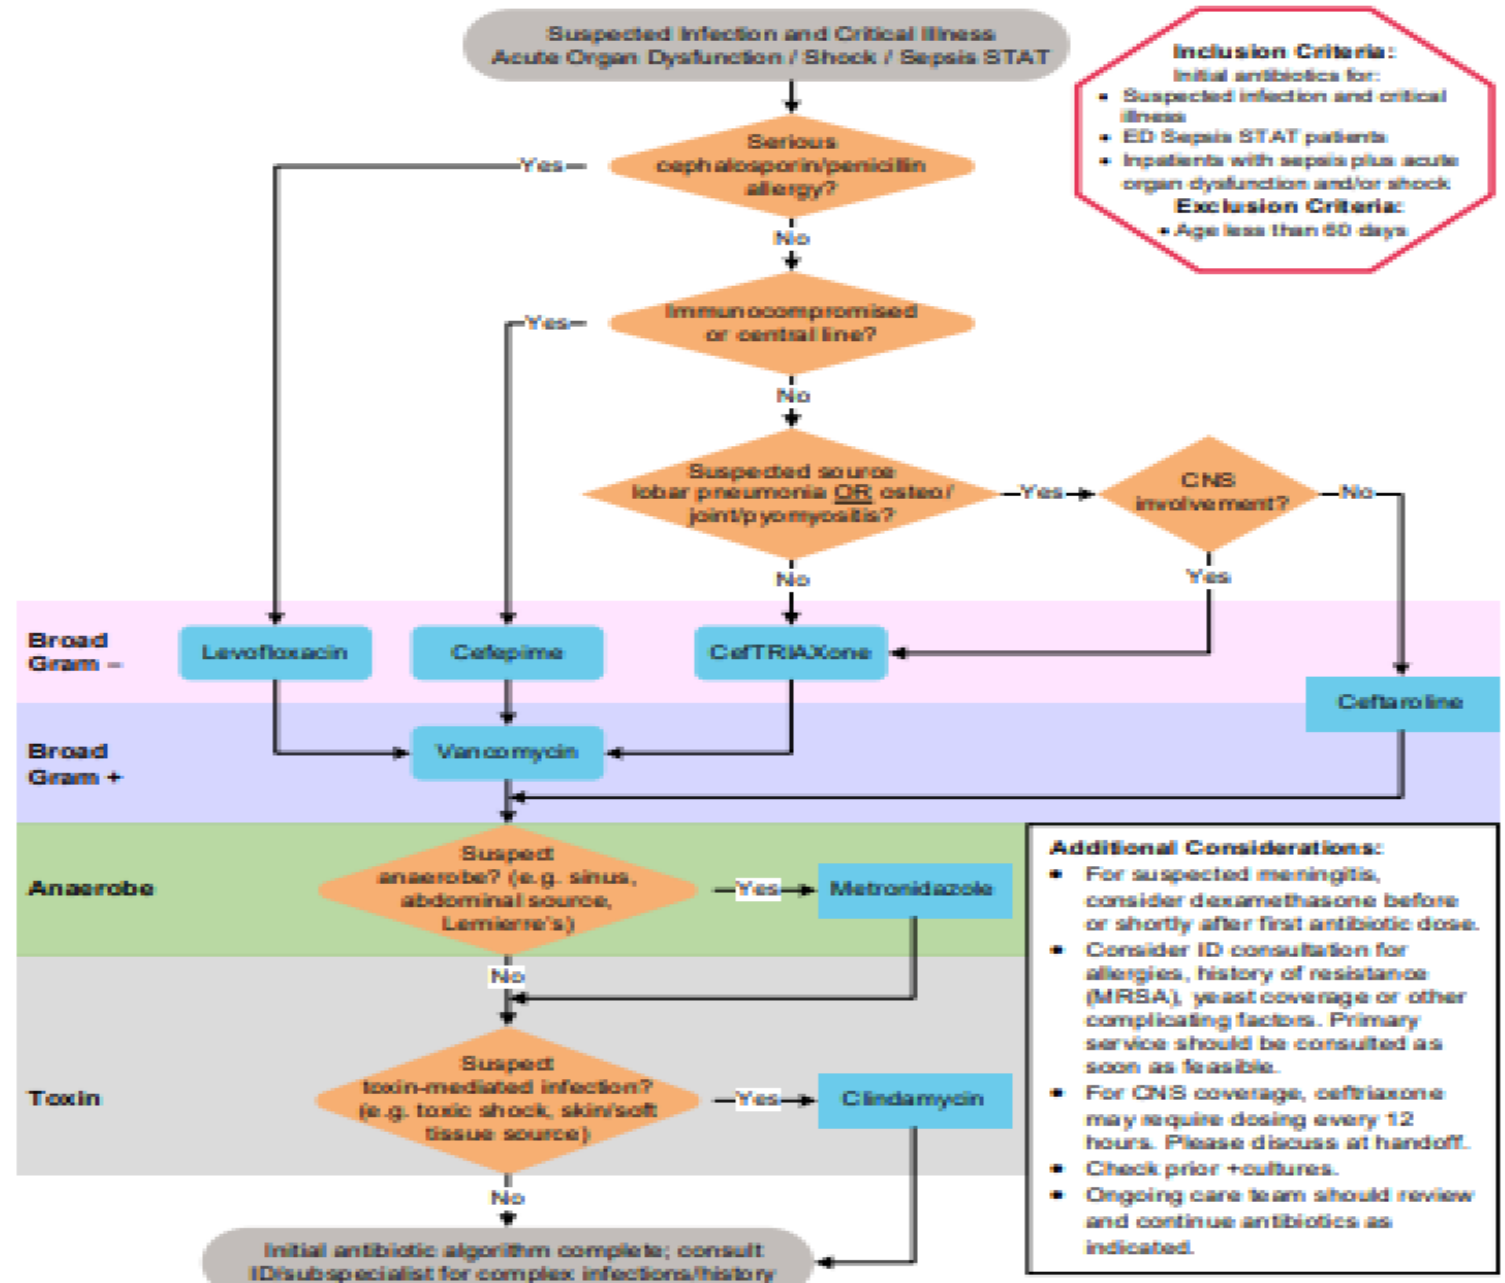 Suspected Infection and Critical Illness
Acute Organ Dysfunction / Shock / Sepsis STAT
Inclusion Criteria:
Initial antibiotics for:
• Suspected infection and critical
illness
• ED Sepsis STAT patients
• Inpatients with sepsis plus acute
organ dysfunction and/or shock
Exclusion Criteria:
• Age less than 60 days
Serious
cephalosporin/penicillin
allergy?
Yes
No
Immunocompromised
or central line?
Yes
No
Suspected source
lobar pneumonia OR osteo/
joint/pyomyositis?
Yes
CNS
involvement?
No
No
Yes
Broad
Gram –
Levofloxacin
Cefepime
CefTRIAXone
Ceftaroline
Broad
Gram +
Vancomycin
Anaerobe
Suspect
anaerobe? (e.g. sinus,
abdominal source,
Lemierre's)
Yes
Metronidazole
No
Toxin
Suspect
toxin-mediated infection?
(e.g. toxic shock, skin/soft
tissue source)
Yes
Clindamycin
No
Initial antibiotic algorithm complete; consult
ID/subspecialist for complex infections/history
Additional Considerations:
• For suspected meningitis,
consider dexamethasone before
or shortly after first antibiotic dose.
• Consider ID consultation for
allergies, history of resistance
(MRSA), yeast coverage or other
complicating factors. Primary
service should be consulted as
soon as feasible.
• For CNS coverage, ceftriaxone
may require dosing every 12
hours. Please discuss at handoff.
• Check prior +cultures.
• Ongoing care team should review
and continue antibiotics as
indicated.